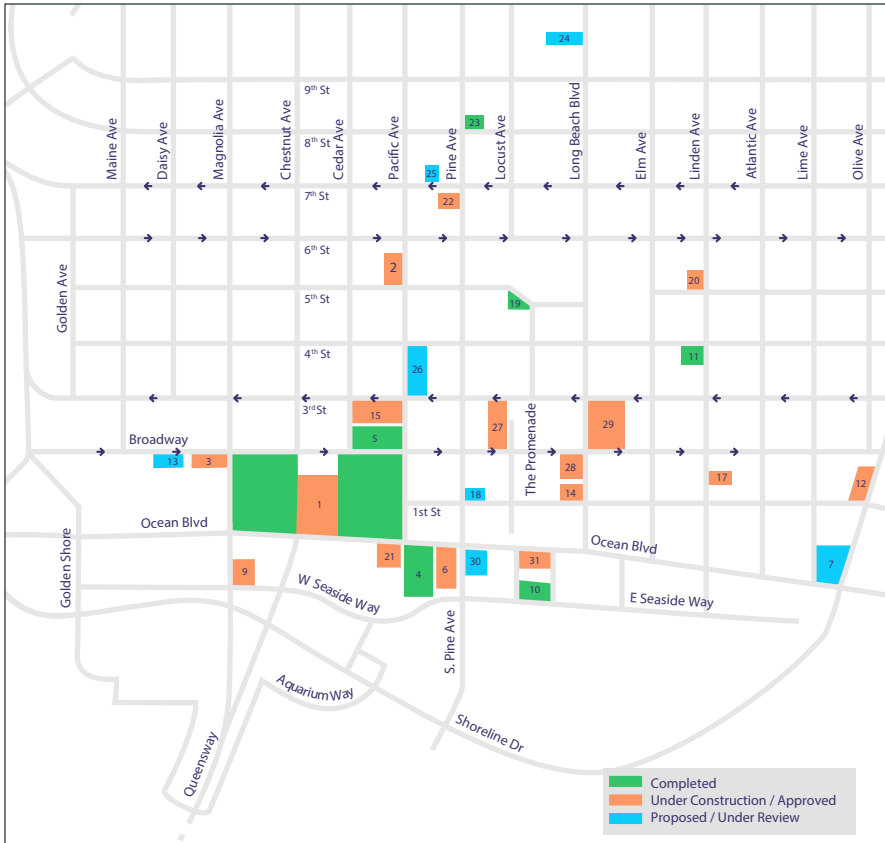 24
9th St
Maine Ave
Daisy Ave
Magnolia Ave
Chestnut Ave
Cedar Ave
Pacific Ave
Pine Ave
Locust Ave
Long Beach Blvd
Elm Ave
Linden Ave
Atlantic Ave
Lime Ave
Olive Ave
23
8th St
25
7th St
22
6th St
2
20
Golden Ave
5th St
19
4th St
26
11
3rd St
15
27
29
Broadway
5
The Promenade
13
3
28
17
12
18
14
1
1st St
Ocean Blvd
Ocean Blvd
Golden Shore
21
4
6
30
31
7
9
10
W Seaside Way
E Seaside Way
S. Pine Ave
Aquarium Way
Shoreline Dr
Queensway
Completed
Under Construction / Approved
Proposed / Under Review